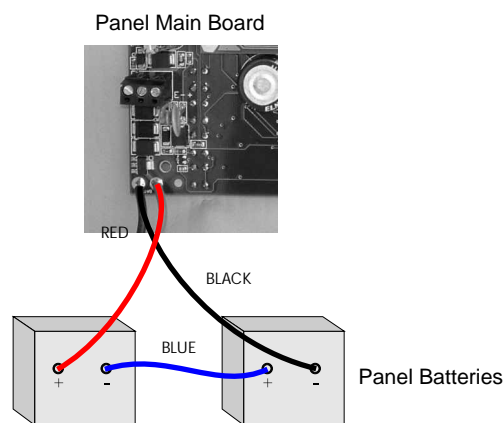 Panel Main Board
RED
BLACK
BLUE
+ -
+ -
Panel Batteries